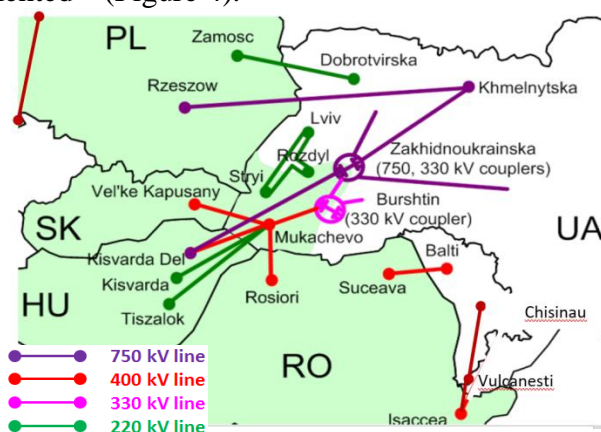 (Figure 4).
PL
Zamosc
Dobrotvirska
Rzeszow
Khmelnytska
Lviv
Rozdyl
Zakhidnoukrainska
(750, 330 kV couplers)
Stryi
Vel'ke Kapusany
Burshtin
(330 kV coupler)
SK
Mukachevo
UA
Kisvarda Del
Balti
Kisvarda
Suceava
HU
Rosiori
Tiszalok
Chisinau
RO
750 kV line
400 kV line
Vulcanesti
330 kV line
Isaccea
220 kV line